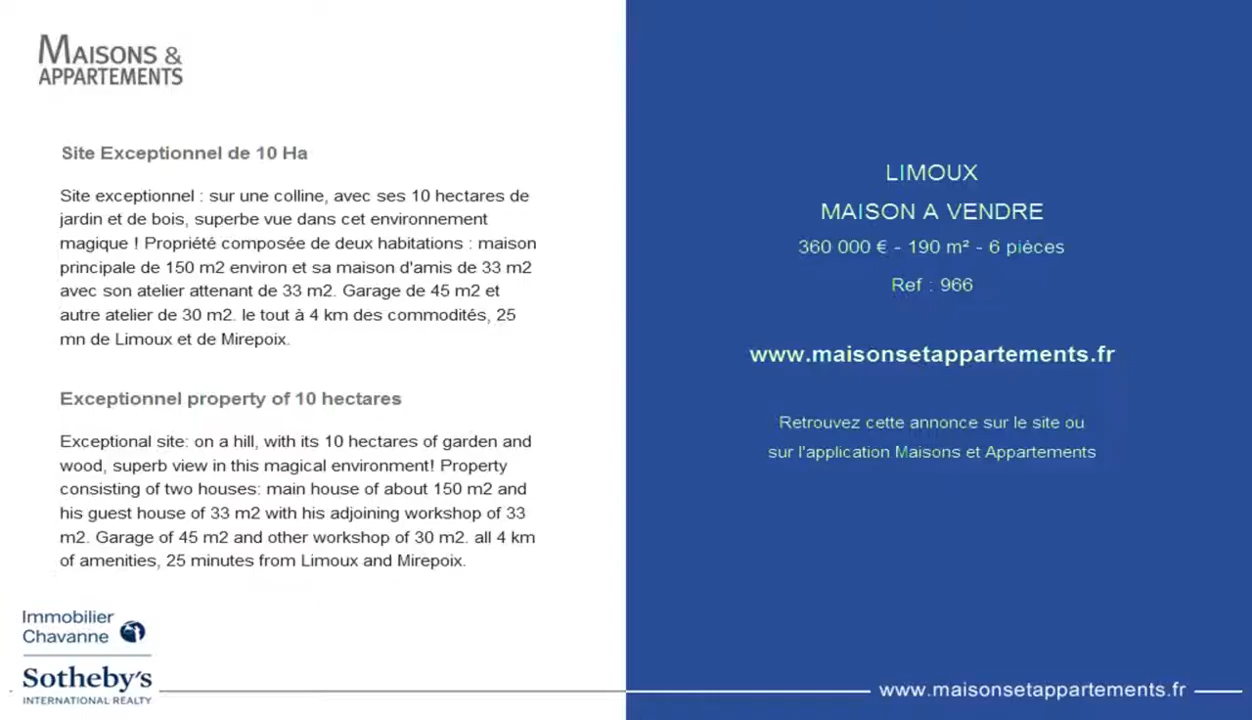 MAISONS &
APPARTEMENTS
Site Exceptionnel de 10 Ha
Site exceptionnel : sur une colline, avec ses 10 hectares de
jardin et de bois, superbe vue dans cet environnement
magique ! Propriété composée de deux habitations : maison
principale de 150 m2 environ et sa maison d'amis de 33 m2
avec son atelier attenant de 33 m2. Garage de 45 m2 et
autre atelier de 30 m2. le tout à 4 km des commodités, 25
mn de Limoux et de Mirepoix.
Exceptionnel property of 10 hectares
Exceptional site: on a hill, with its 10 hectares of garden and
wood, superb view in this magical environment! Property
consisting of two houses: main house of about 150 m2 and
his guest house of 33 m2 with his adjoining workshop of 33
m2. Garage of 45 m2 and other workshop of 30 m2. all 4 km
of amenities, 25 minutes from Limoux and Mirepoix.
Immobilier
Chavanne
Sotheby's
INTERNATIONAL REALTY
LIMOUX
MAISON A VENDRE
360 000 € - 190 m² - 6 pièces
Ref : 966
www.maisonsetappartements.fr
Retrouvez cette annonce sur le site ou
sur l'application Maisons et Appartements
www.maisonsetappartements.fr